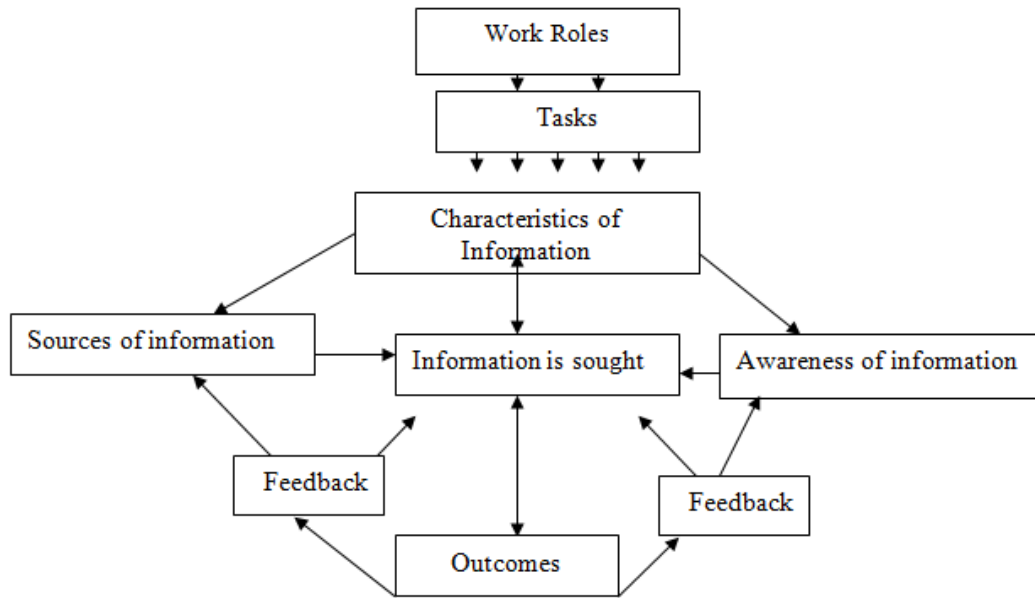 Work Roles
Tasks
Characteristics of
Information
Sources of information
Information is sought
Awareness of information
Feedback
Feedback
Outcomes